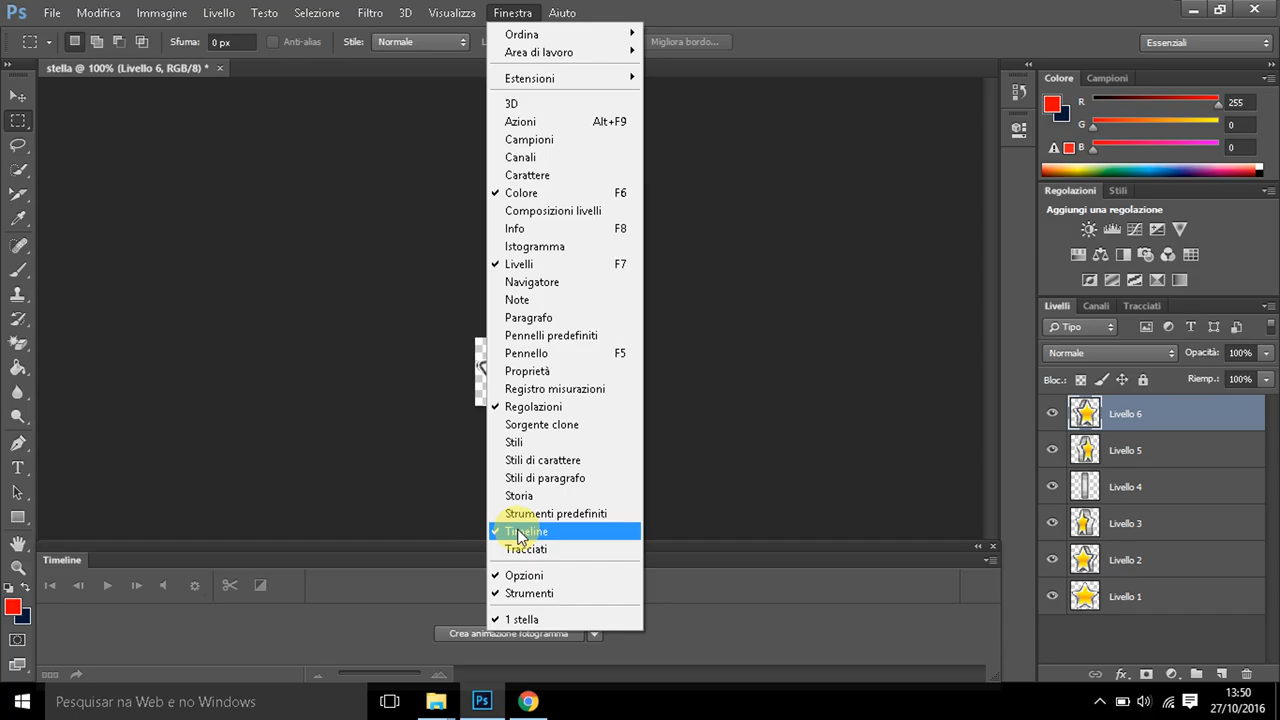 Ps File Modifica Immagine Livello Testo Selezione Filtro 3D Visualizza Finestra Aiuto
Sfuma: 0 px Anti-alias Stile: Normale Migliora bordo... Essenziali
stella @ 100% (Livello 6, RGB/8) * ×
Ordina
Area di lavoro
Estensioni
3D
Azioni Alt+F9
Campioni
Canali
Carattere
Colore F6
Composizioni livelli
Info F8
Istogramma
Livelli F7
Navigatore
Note
Paragrafo
Pennelli predefiniti
Pennello F5
Proprietà
Registro misurazioni
Regolazioni
Sorgente clone
Stili
Stili di carattere
Stili di paragrafo
Storia
Strumenti predefiniti
Timeline
Tracciati
Opzioni
Strumenti
1 stella
Colore Campioni
R 255
G 0
B 0
Regolazioni Stili
Aggiungi una regolazione
Livelli Canali Tracciati
Tipo
Normale Opacità: 100%
Bloc.: Riemp.: 100%
Livello 6
Livello 5
Livello 4
Livello 3
Livello 2
Livello 1
Timeline
Crea animazione fotogramma
Pesquisar na Web e no Windows
Ps
13:50
27/10/2016